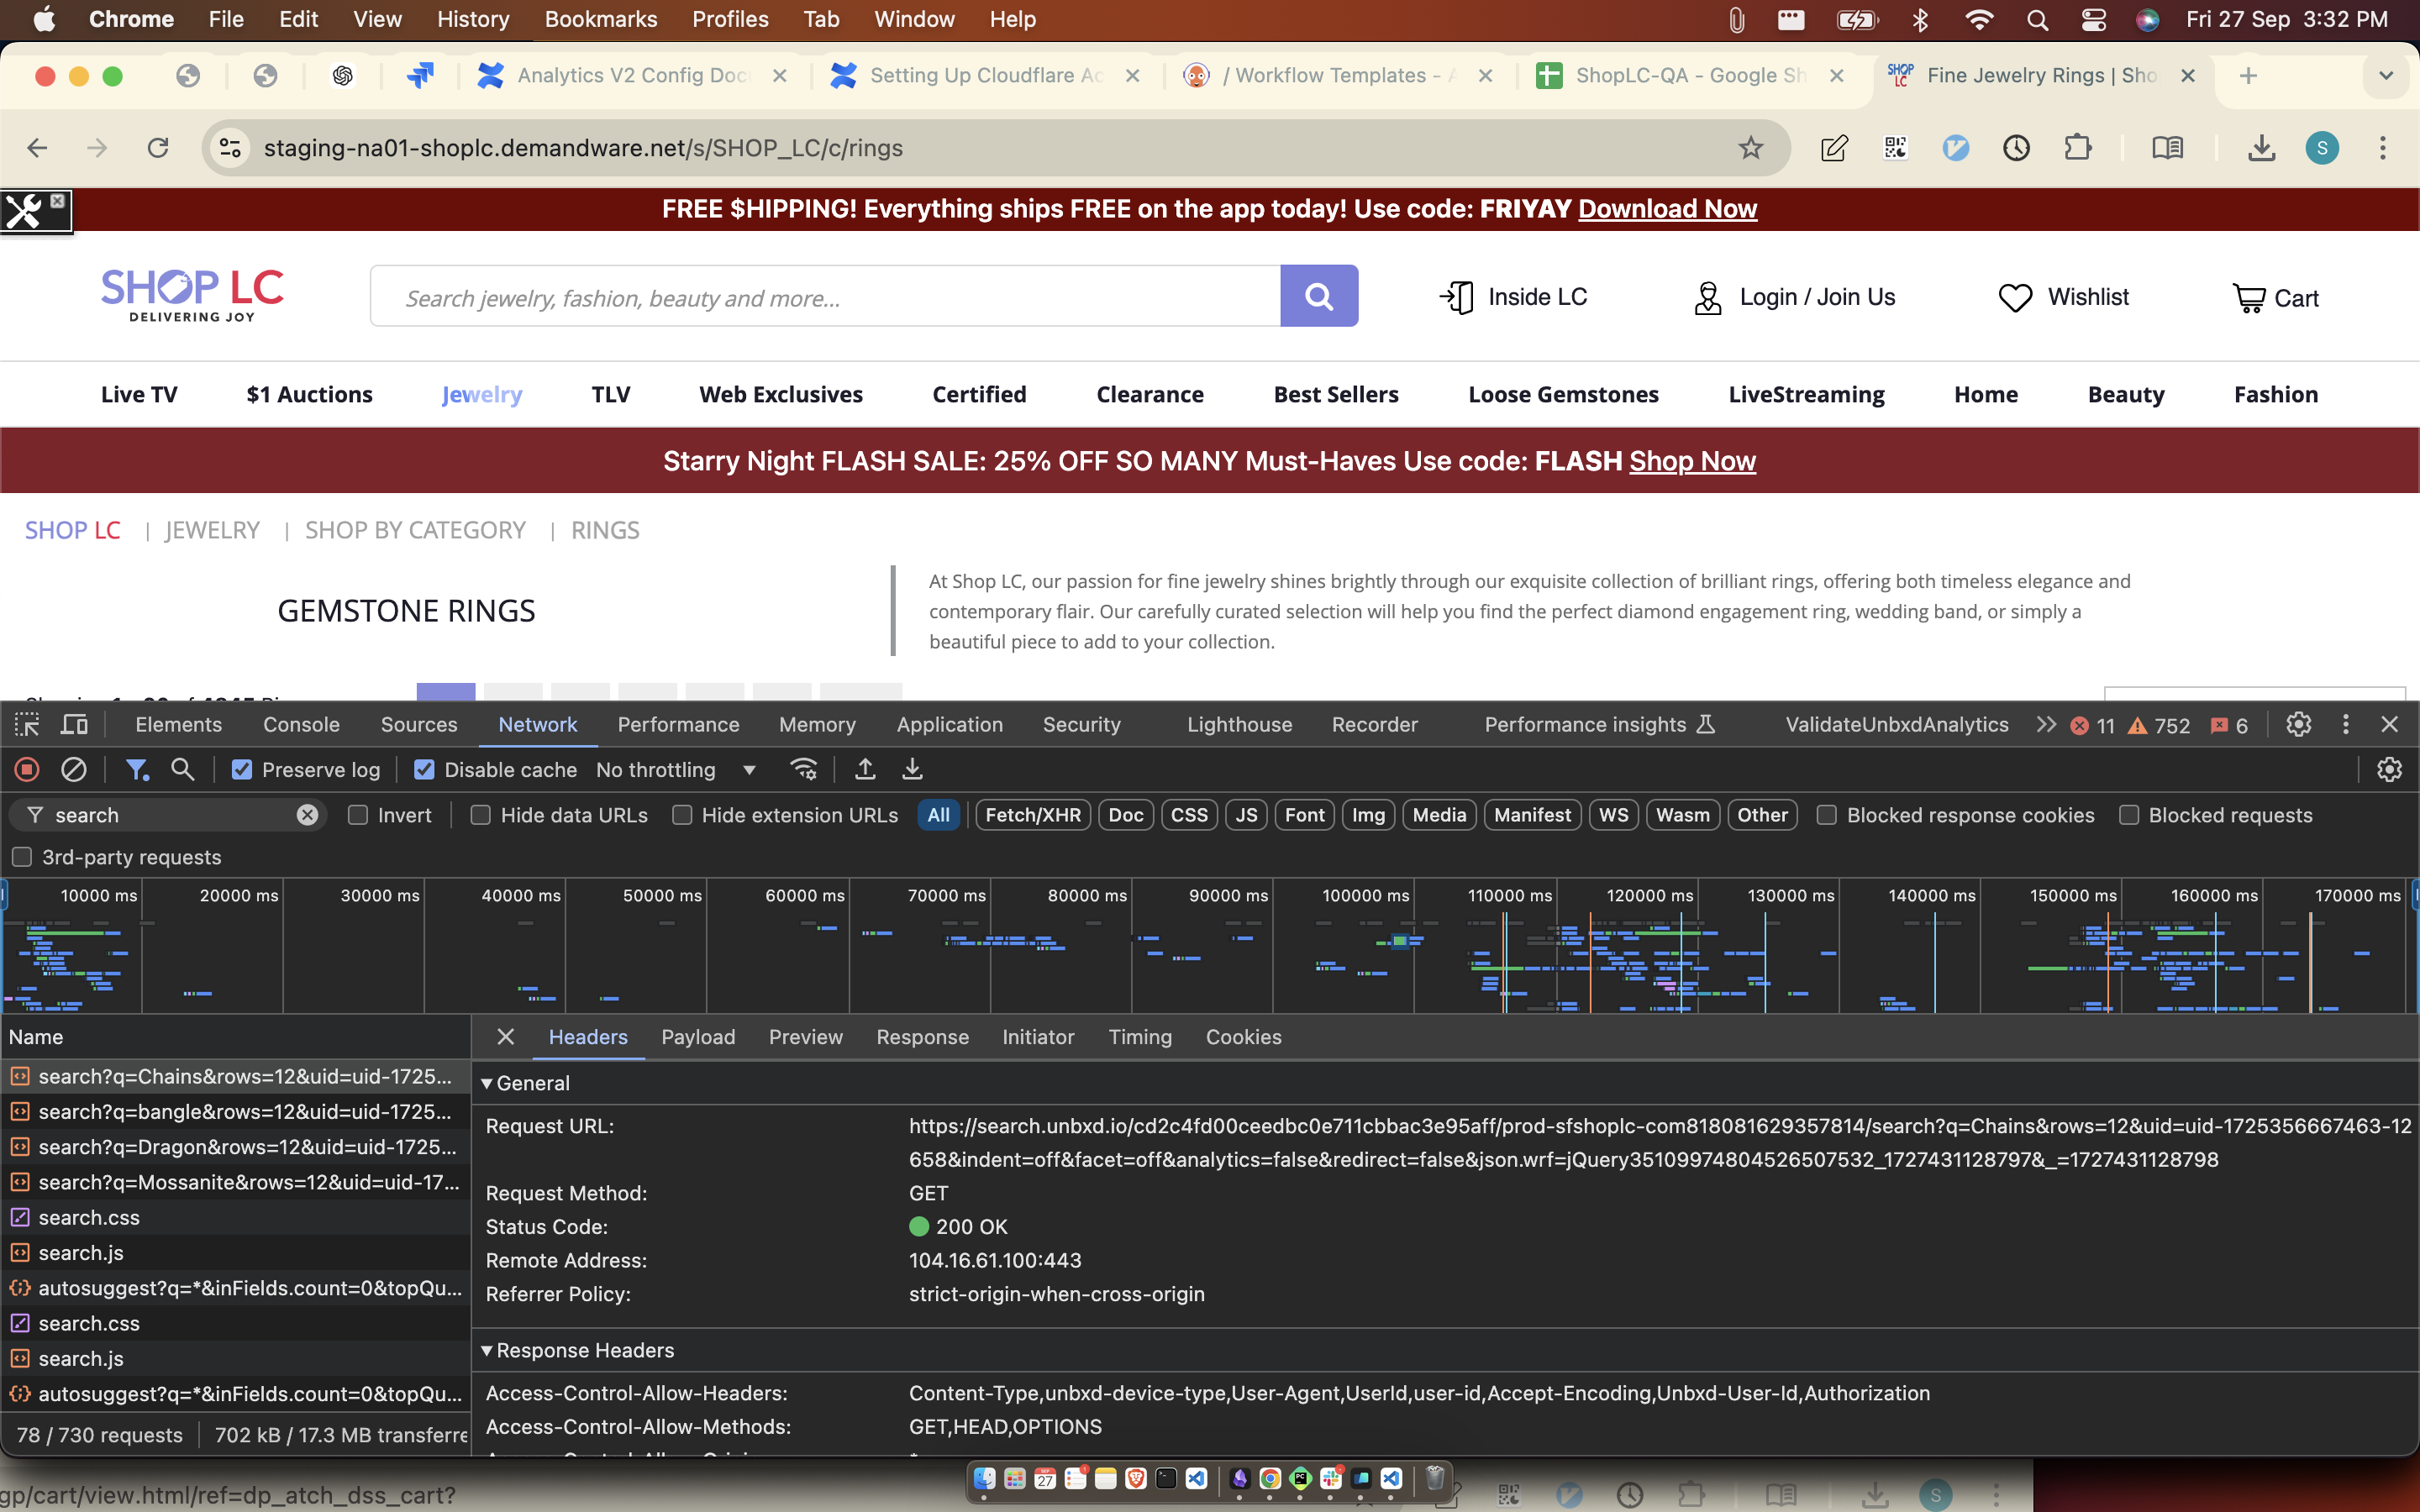 Chrome File Edit View History Bookmarks Profiles Tab Window Help Fri 27 Sep 3:32 PM
Analytics V2 Config Doc Setting Up Cloudflare Ac / Workflow Templates - A ShopLC-QA - Google Sh SHOP LC Fine Jewelry Rings | Sho
staging-na01-shoplc.demandware.net/s/SHOP_LC/c/rings S
FREE $HIPPING! Everything ships FREE on the app today! Use code: FRIYAY Download Now
SHOP LC
DELIVERING JOY
Search jewelry, fashion, beauty and more...
Inside LC Login / Join Us Wishlist Cart
Live TV $1 Auctions Jewelry TLV Web Exclusives Certified Clearance Best Sellers Loose Gemstones LiveStreaming Home Beauty Fashion
Starry Night FLASH SALE: 25% OFF SO MANY Must-Haves Use code: FLASH Shop Now
SHOP LC | JEWELRY | SHOP BY CATEGORY | RINGS
GEMSTONE RINGS
At Shop LC, our passion for fine jewelry shines brightly through our exquisite collection of brilliant rings, offering both timeless elegance and
contemporary flair. Our carefully curated selection will help you find the perfect diamond engagement ring, wedding band, or simply a
beautiful piece to add to your collection.
Elements Console Sources Network Performance Memory Application Security Lighthouse Recorder Performance insights ValidateUnbxdAnalytics 11 752 6
Preserve log Disable cache No throttling
search Invert Hide data URLs Hide extension URLs All Fetch/XHR Doc CSS JS Font Img Media Manifest WS Wasm Other Blocked response cookies Blocked requests
3rd-party requests
10000 ms 20000 ms 30000 ms 40000 ms 50000 ms 60000 ms 70000 ms 80000 ms 90000 ms 100000 ms 110000 ms 120000 ms 130000 ms 140000 ms 150000 ms 160000 ms 170000 ms
Name
search?q=Chains&rows=12&uid=uid-1725...
search?q=bangle&rows=12&uid=uid-1725...
search?q=Dragon&rows=12&uid=uid-1725...
search?q=Mossanite&rows=12&uid=uid-17...
search.css
search.js
autosuggest?q=*&inFields.count=0&topQu...
search.css
search.js
autosuggest?q=*&inFields.count=0&topQu...
78 / 730 requests 702 kB / 17.3 MB transferre
Headers Payload Preview Response Initiator Timing Cookies
General
Request URL: https://search.unbxd.io/cd2c4fd00ceedbc0e711cbbac3e95aff/prod-sfshoplc-com818081629357814/search?q=Chains&rows=12&uid=uid-1725356667463-12
658&indent=off&facet=off&analytics=false&redirect=false&json.wrf=jQuery35109974804526507532_1727431128797&_=1727431128798
Request Method: GET
Status Code: 200 OK
Remote Address: 104.16.61.100:443
Referrer Policy: strict-origin-when-cross-origin
Response Headers
Access-Control-Allow-Headers: Content-Type,unbxd-device-type,User-Agent,UserId,user-id,Accept-Encoding,Unbxd-User-Id,Authorization
Access-Control-Allow-Methods: GET,HEAD,OPTIONS
gp/cart/view.html/ref=dp_atch_dss_cart?